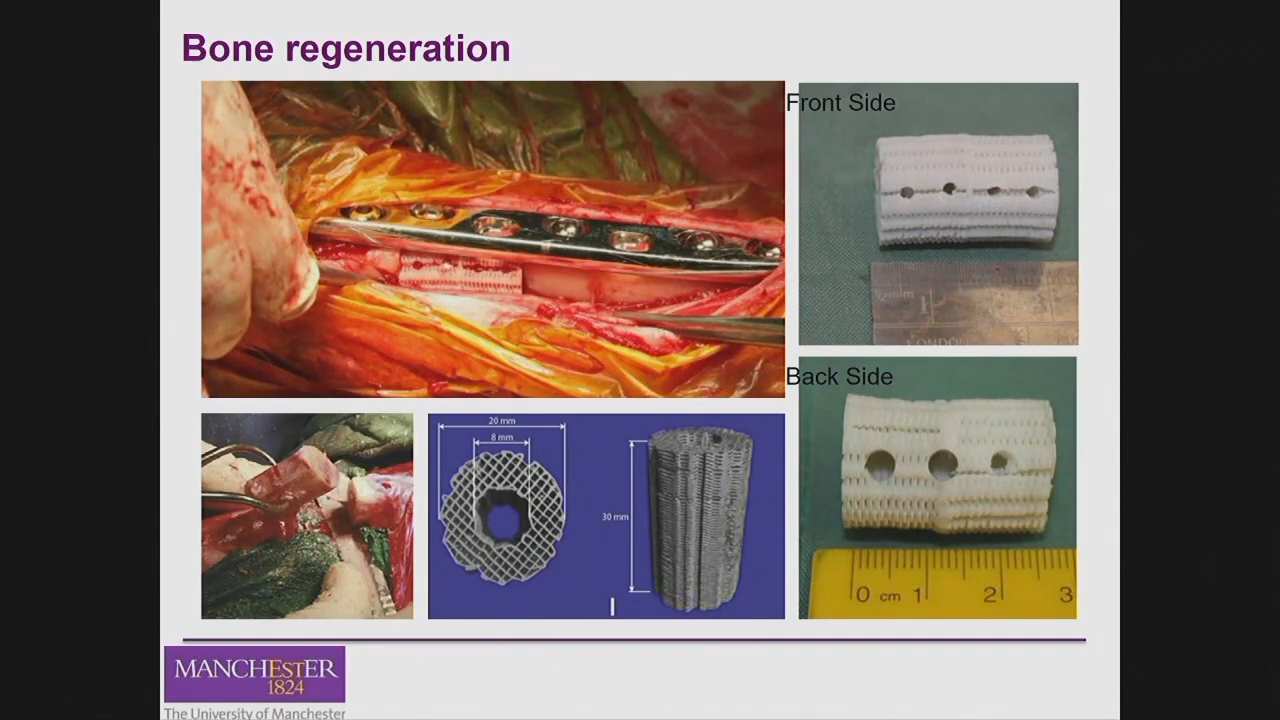 Bone regeneration
Front Side
LONDON
Back Side
20 mm
8 mm
30 mm
0 cm 1 2 3
MANCHESTER
1824
The University of Manchester